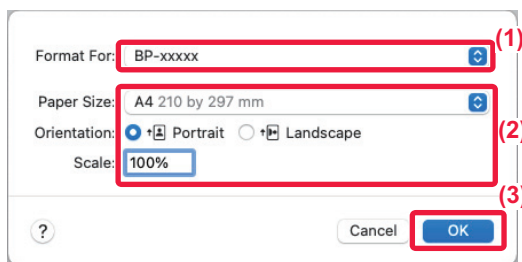 (1)
Format For: BP-xxxxx
Paper Size: A4 210 by 297 mm
Orientation: Portrait Landscape (2)
Scale: 100%
(3)
? Cancel OK